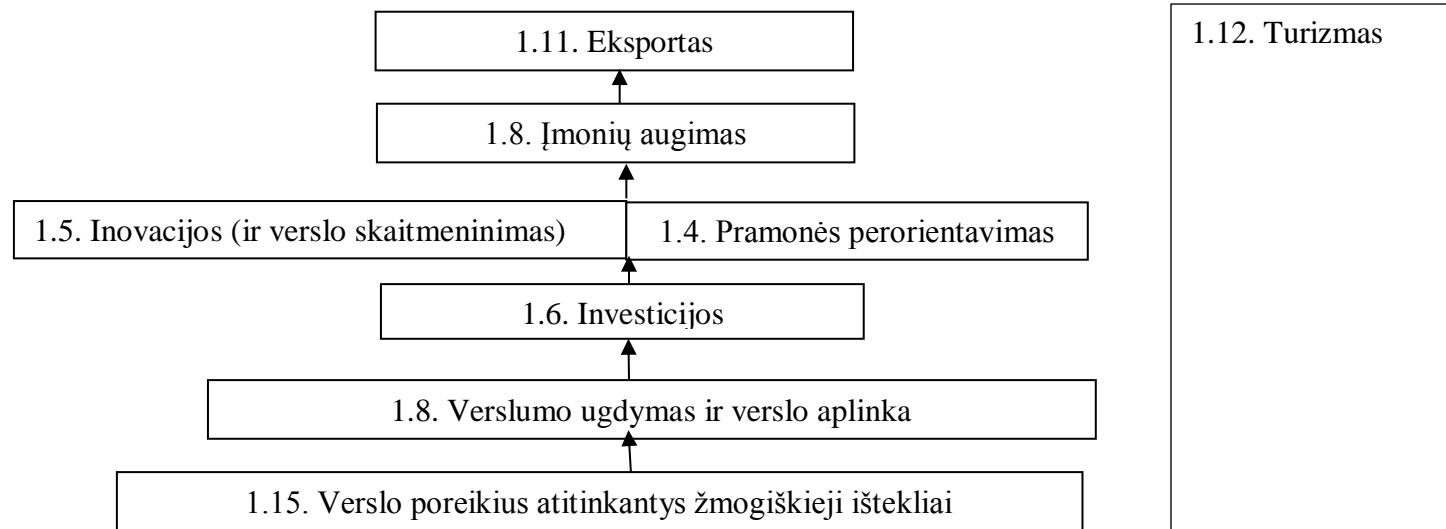 1.11. Eksportas
1.12. Turizmas
1.8. Įmonių augimas
1.5. Inovacijos (ir verslo skaitmeninimas)
1.4. Pramonės perorientavimas
1.6. Investicijos
1.8. Verslumo ugdymas ir verslo aplinka
1.15. Verslo poreikius atitinkantys žmogiškieji ištekliai